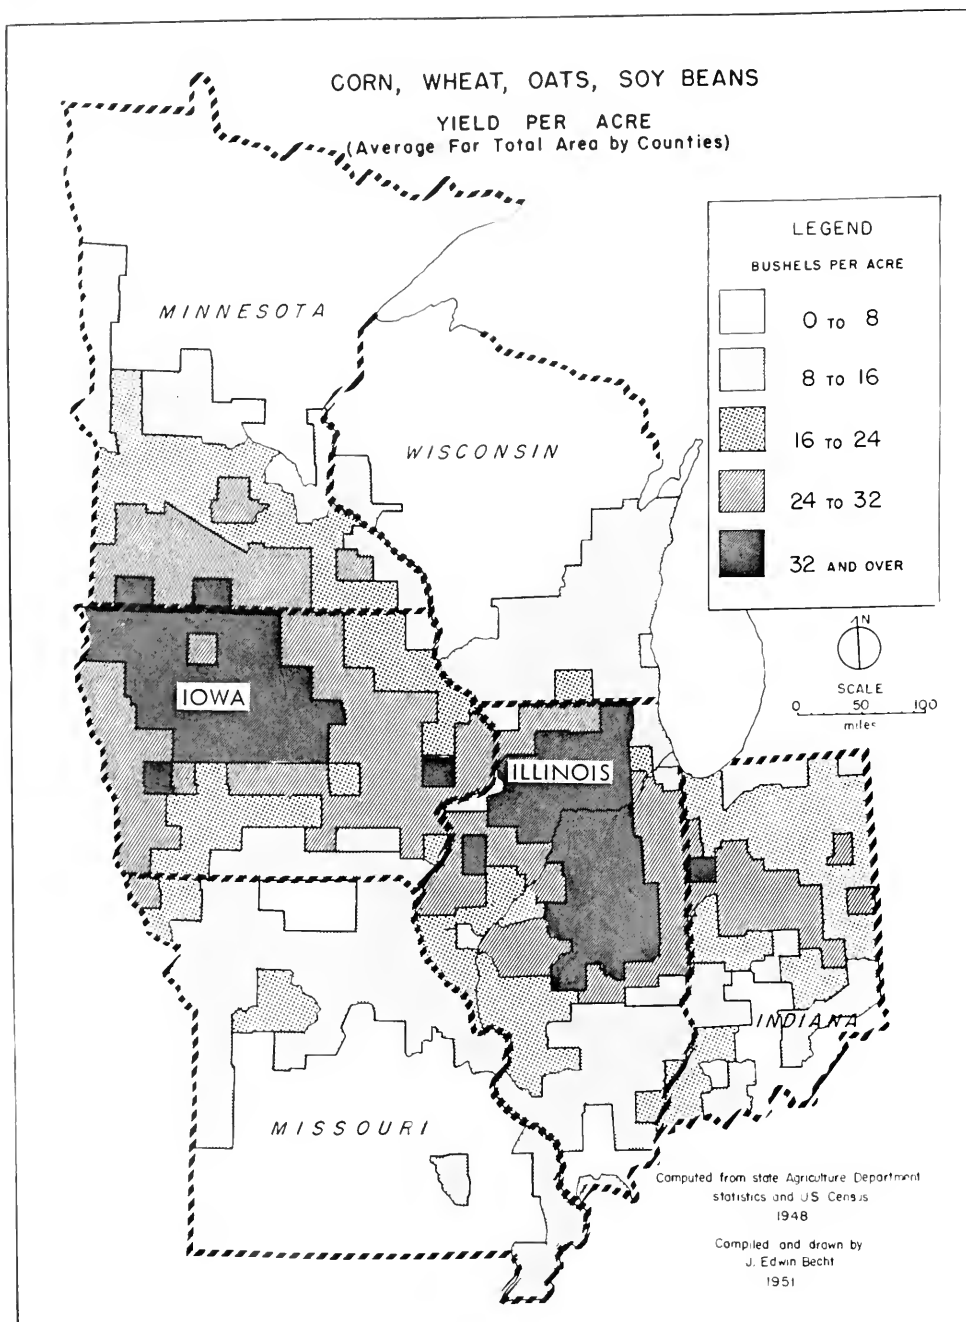 CORN, WHEAT, OATS, SOY BEANS
YIELD PER ACRE
(Average For Total Area by Counties)
LEGEND
BUSHELS PER ACRE
0 TO 8
8 TO 16
16 TO 24
24 TO 32
32 AND OVER
MINNESOTA
WISCONSIN
N
SCALE
0 50 100
miles
IOWA
ILLINOIS
INDIANA
MISSOURI
Computed from state Agriculture Department
statistics and US Census
1948
Compiled and drawn by
J. Edwin Becht
1951